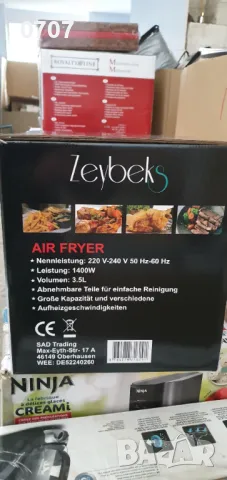 0707
Zeybeks
AIR FRYER
• Nennleistung: 220 V-240 V 50 Hz-60 Hz
• Leistung: 1400W
• Volumen: 3.5L
• Abnehmbare Teile für einfache Reinigung
• Große Kapazität und verschiedene
• Aufheizgeschwindigkeiten
CE
SAD Trading
Max-Eyth-Str- 17 A
46149 Oberhausen
WEE: DE52240260
NINJA
CREAMi
Ninja
bazar.bg